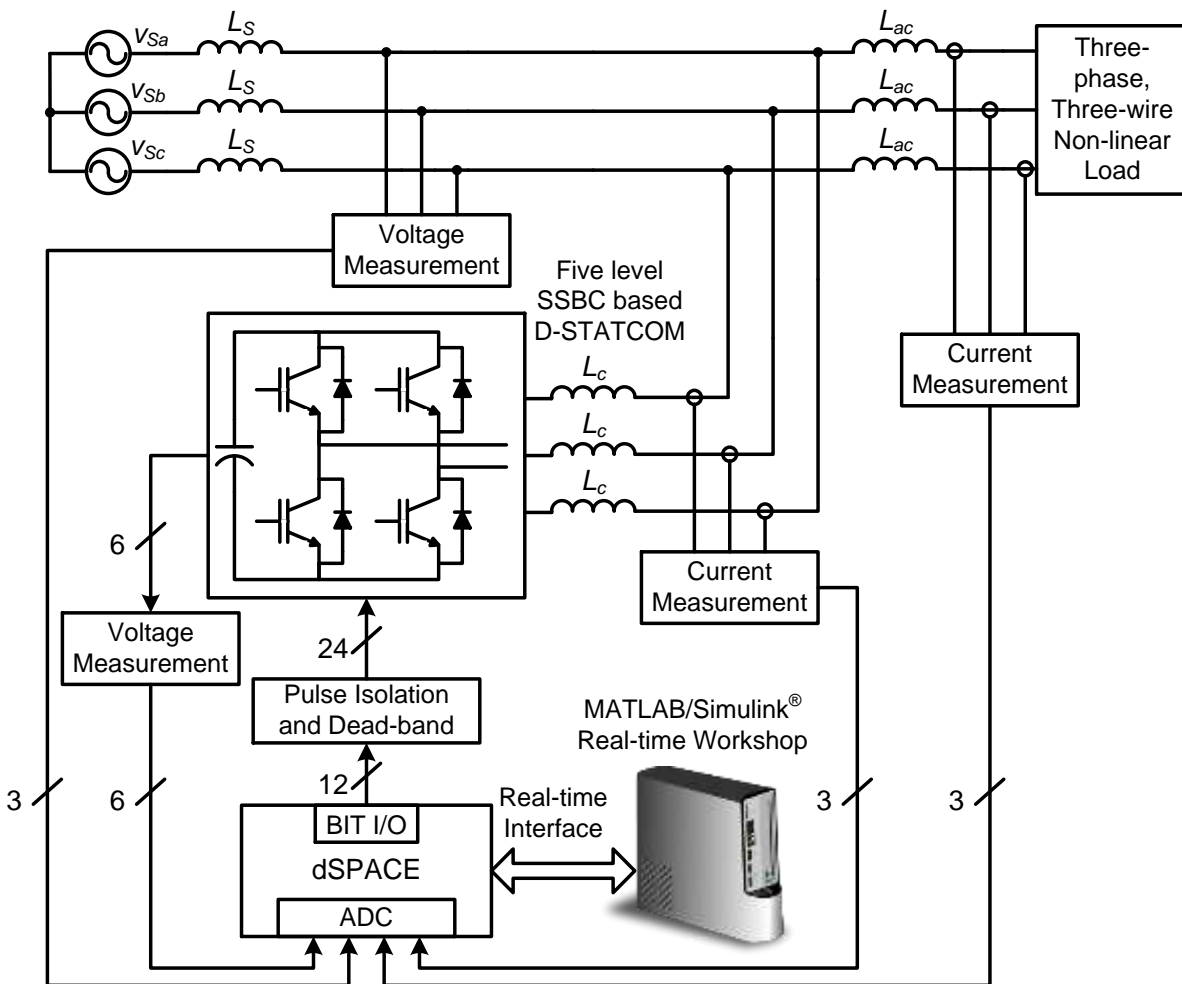 vSa
LS
Lac
Three-
phase,
Three-wire
Non-linear
Load
vSb
LS
Lac
vSc
LS
Lac
Voltage
Measurement
Five level
SSBC based
D-STATCOM
Current
Measurement
Lc
Lc
Lc
6
Current
Measurement
Voltage
Measurement
24
Pulse Isolation
and Dead-band
MATLAB/Simulink®
Real-time Workshop
3
6
12
3
3
Real-time
Interface
BIT I/O
dSPACE
ADC